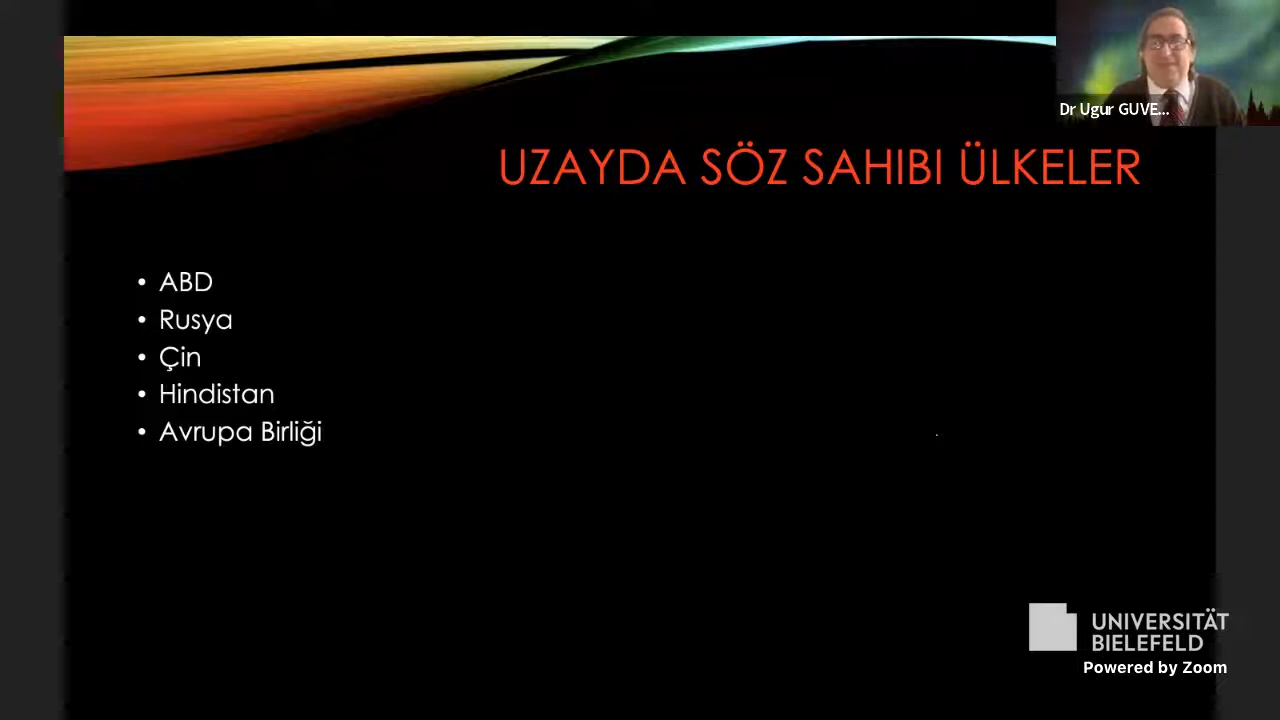 Dr Ugur GUVE...
UZAYDA SÖZ SAHIBI ÜLKELER
• ABD
• Rusya
• Çin
• Hindistan
• Avrupa Birliği
UNIVERSITÄT
BIELEFELD
Powered by Zoom